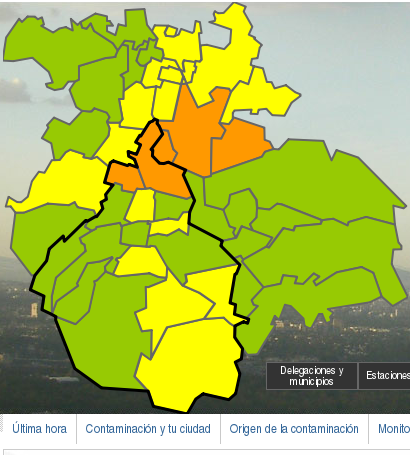 Delegaciones y
municipios
Estaciones
Última hora
Contaminación y tu ciudad
Origen de la contaminación
Monito